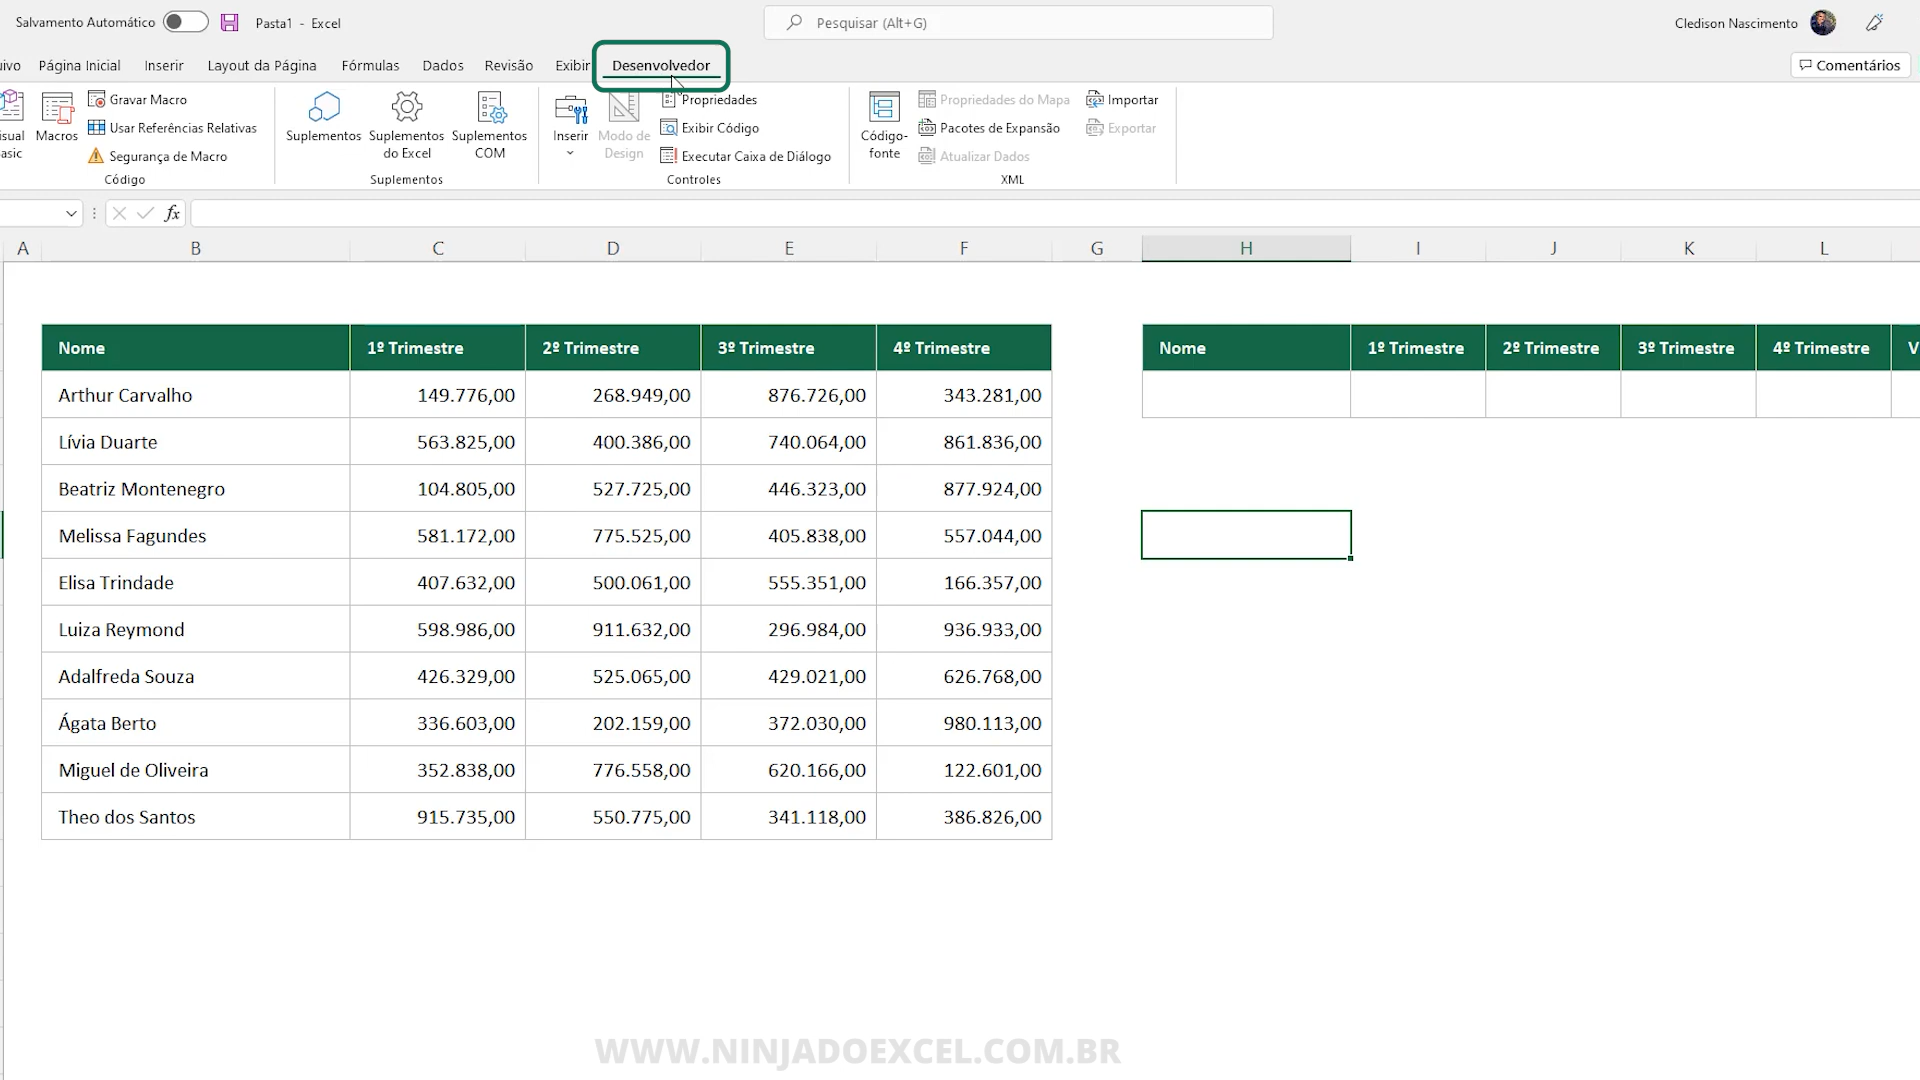 Salvamento Automático
Pasta1 - Excel
Pesquisar (Alt+G)
Cledison Nascimento
uivo Página Inicial Inserir Layout da Página Fórmulas Dados Revisão Exibir Desenvolvedor
Comentários
isual
asic
Macros
Gravar Macro
Usar Referências Relativas
Segurança de Macro
Código
Suplementos
Suplementos
do Excel
Suplementos
COM
Suplementos
Inserir
Modo de
Design
Propriedades
Exibir Código
Executar Caixa de Diálogo
Controles
Código-
fonte
Propriedades do Mapa
Pacotes de Expansão
Atualizar Dados
Importar
Exportar
XML
fx
A B C D E F G H I J K L
Nome 1º Trimestre 2º Trimestre 3º Trimestre 4º Trimestre
Arthur Carvalho 149.776,00 268.949,00 876.726,00 343.281,00
Lívia Duarte 563.825,00 400.386,00 740.064,00 861.836,00
Beatriz Montenegro 104.805,00 527.725,00 446.323,00 877.924,00
Melissa Fagundes 581.172,00 775.525,00 405.838,00 557.044,00
Elisa Trindade 407.632,00 500.061,00 555.351,00 166.357,00
Luiza Reymond 598.986,00 911.632,00 296.984,00 936.933,00
Adalfreda Souza 426.329,00 525.065,00 429.021,00 626.768,00
Ágata Berto 336.603,00 202.159,00 372.030,00 980.113,00
Miguel de Oliveira 352.838,00 776.558,00 620.166,00 122.601,00
Theo dos Santos 915.735,00 550.775,00 341.118,00 386.826,00
Nome 1º Trimestre 2º Trimestre 3º Trimestre 4º Trimestre V
WWW.NINJADOEXCEL.COM.BR